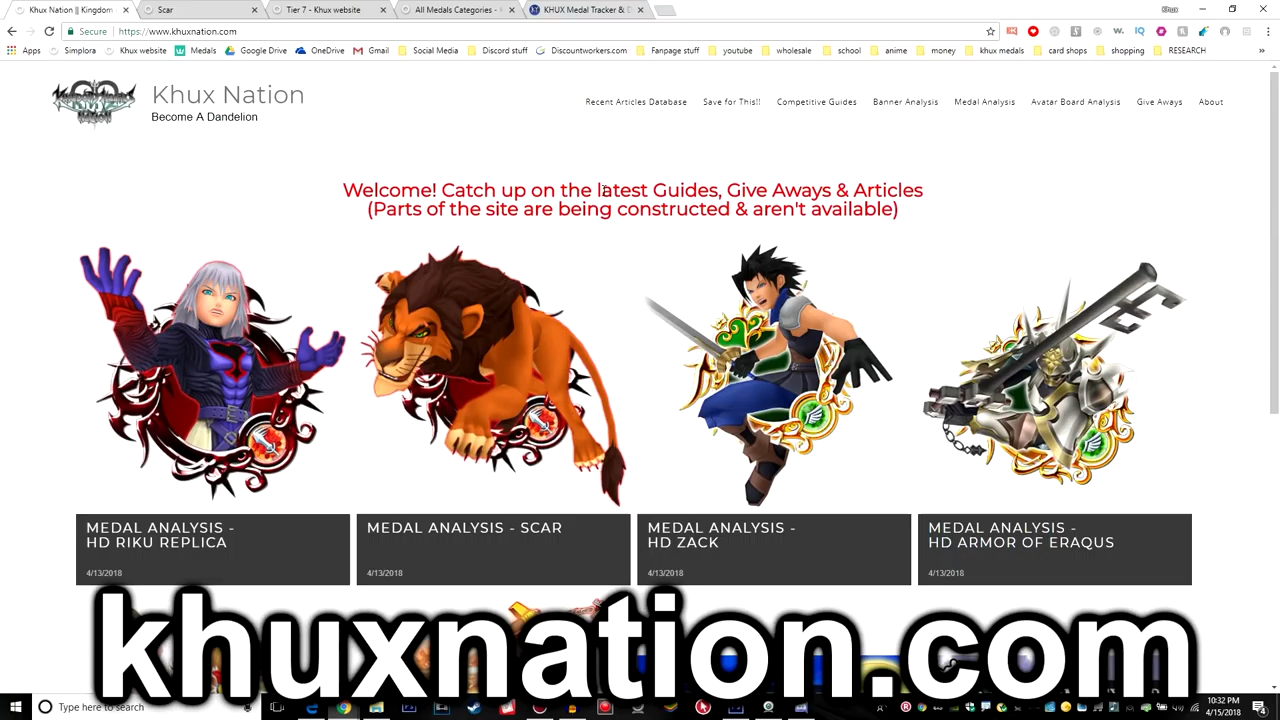 Khux Nation || Kingdom
Scar
Tier 7 - Khux website
All Medals Categories -
KHUX Medal Tracker & D
Khux
Secure
https://www.khuxnation.com
Apps
Simplora
Khux website
Medals
Google Drive
OneDrive
Gmail
Social Media
Discord stuff
Discountworkers.com
Fanpage stuff
youtube
wholesale
school
anime
money
khux medals
card shops
shopping
RESEARCH
Khux Nation
Become A Dandelion
Recent Articles Database
Save for This!!
Competitive Guides
Banner Analysis
Medal Analysis
Avatar Board Analysis
Give Aways
About
Welcome! Catch up on the latest Guides, Give Aways & Articles
(Parts of the site are being constructed & aren't available)
MEDAL ANALYSIS -
HD RIKU REPLICA
4/13/2018
MEDAL ANALYSIS - SCAR
4/13/2018
MEDAL ANALYSIS -
HD ZACK
4/13/2018
MEDAL ANALYSIS -
HD ARMOR OF ERAQUS
4/13/2018
khuxnation.com
Type here to search
10:32 PM
4/15/2018